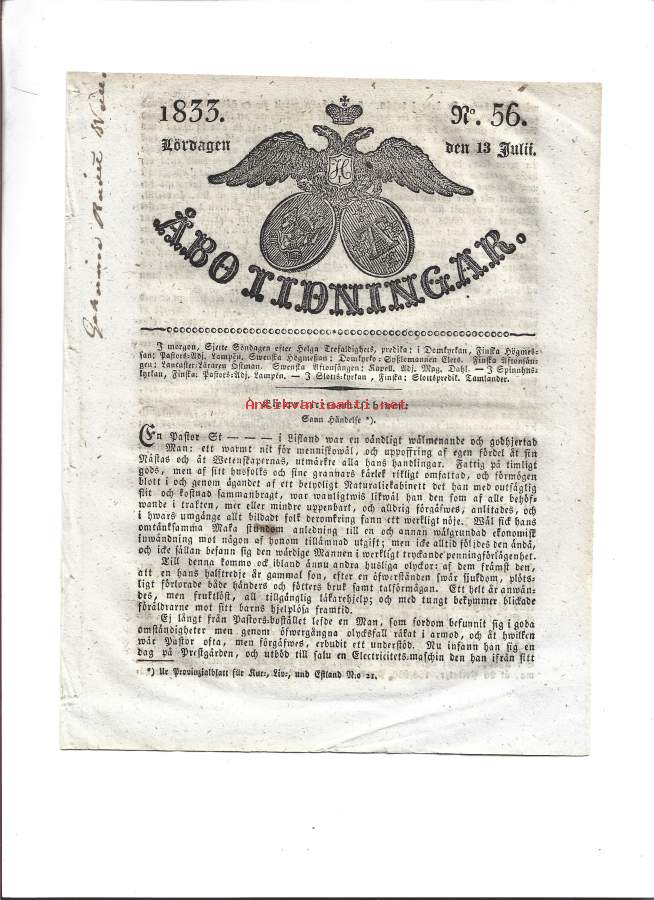 1833.
No. 56.
Lördagen
den 13 Julii.
ÅBO TIDNINGAR.
I morgon, Sjette Söndagen efter Helga Trefaldighets, predika: i Domkyrkan, Finska Högmes-
san; Pastors-Adj. Lampén. Swenska Högmessan: Domkyrko-Sysslomannen Elers. Finska Aftonsån-
gen; Lancaster-Läraren Östman. Swenska Aftonsången: Kapell. Adj. Mag. Dahl. — I Spinnhus-
kyrkan, Finska: Pastors-Adj. Lampén. — I Slotts-kyrkan, Finska: Slottspredik. Tamlander.
Antikvariaatti.net
Sann Händelse *).
En Pastor St — — — i Lifland war en oändligt wälmenande och godhjertad
Man: ett warmt nit för menniskowäl, och uppoffring af egen fördel åt sin
Nästas och åt Wetenskapernas, utmärkte alla hans handlingar. Fattig på timligt
gods, men af sitt husfolks och sine grannars kärlek rikligt omfattad, och förmögen
blott i och genom ägandet af ett betydligt Naturaliekabinett det han med outsäglig
flit och kostnad sammanbragt, war wanligtwis likwäl han den som af alle behöf-
wande i trakten, mer eller mindre uppenbart, och alldrig förgäfwes, anlitades, och
i hwars umgänge allt bildadt folk deromkring fann ett werkligt nöje. Wäl fick hans
omtänksamma Maka stundom anledning till en och annan wälgrundad ekonomisk
inwändning mot någon af honom tillämnad utgift; men icke alltid följdes den ändå,
och icke sällan befann sig den wärdige Mannen i werkligt tryckande penningförlägenhet.
Till denna kommo ock ibland ännu andra husliga olyckor: af dem främst den,
att en hans halftredje år gammal son, efter en öfwerstånden swår sjukdom, plöts-
ligt förlorade både händers och fötters bruk samt talförmågan. Ett helt år anwän-
des, men fruktlöst, all tillgänglig läkarehjelp; och med tungt bekymmer blickade
föräldrarne mot sitt barns hjelplösa framtid.
Ej långt från Pastors-bostället lefde en Man, som fordom befunnit sig i goda
omständigheter men genom öfwergångna olycksfall råkat i armod, och åt hwilken
wår Pastor ofta, men förgäfwes, erbudit ett understöd. Nu infann han sig en
dag på Prestgården, och utböd till salu en Electricitets-maschin den han ifrån sitt
*) Ur Provinzialblatt für Kur-, Liv-, und Estland N:o 21.